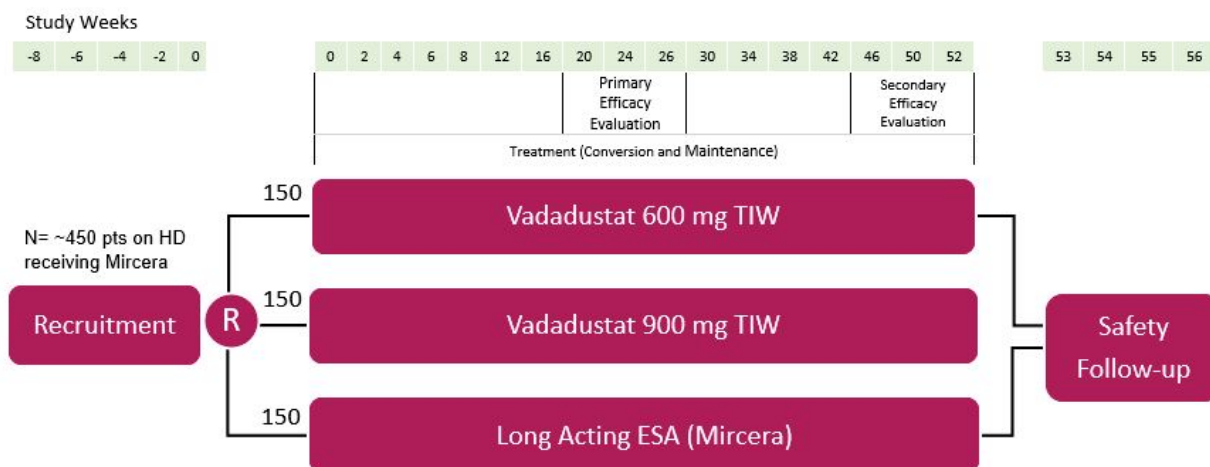 Study Weeks
-8 -6 -4 -2 0 0 2 4 6 8 12 16 20 24 26 30 34 38 42 46 50 52 53 54 55 56
Primary
Efficacy
Evaluation
Secondary
Efficacy
Evaluation
Treatment (Conversion and Maintenance)
150
Vadadustat 600 mg TIW
N= ~450 pts on HD
receiving Mircera
Recruitment
R
150
Vadadustat 900 mg TIW
150
Long Acting ESA (Mircera)
Safety
Follow-up